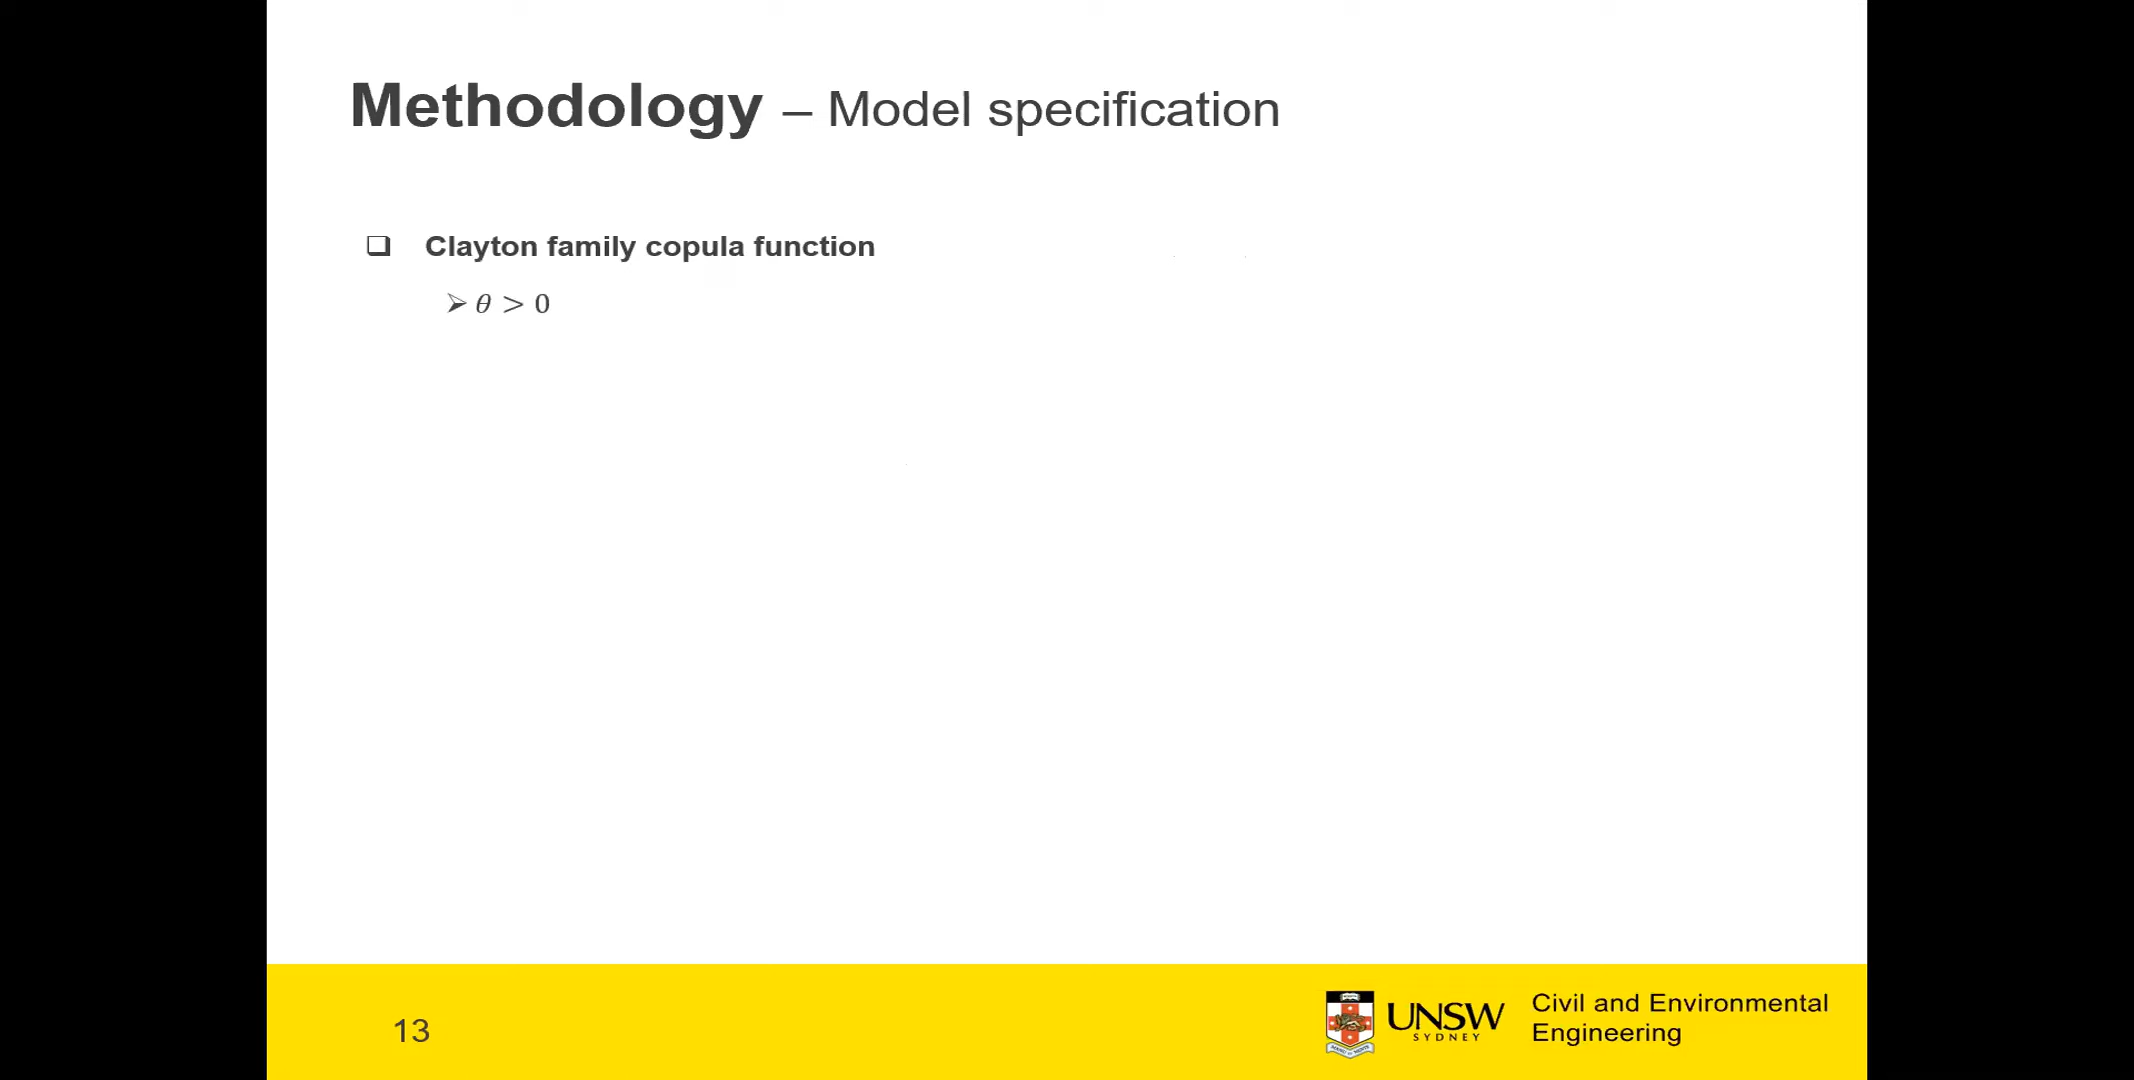 Methodology – Model specification
❑ Clayton family copula function
➢ θ > 0
13
UNSW
SYDNEY
Civil and Environmental
Engineering